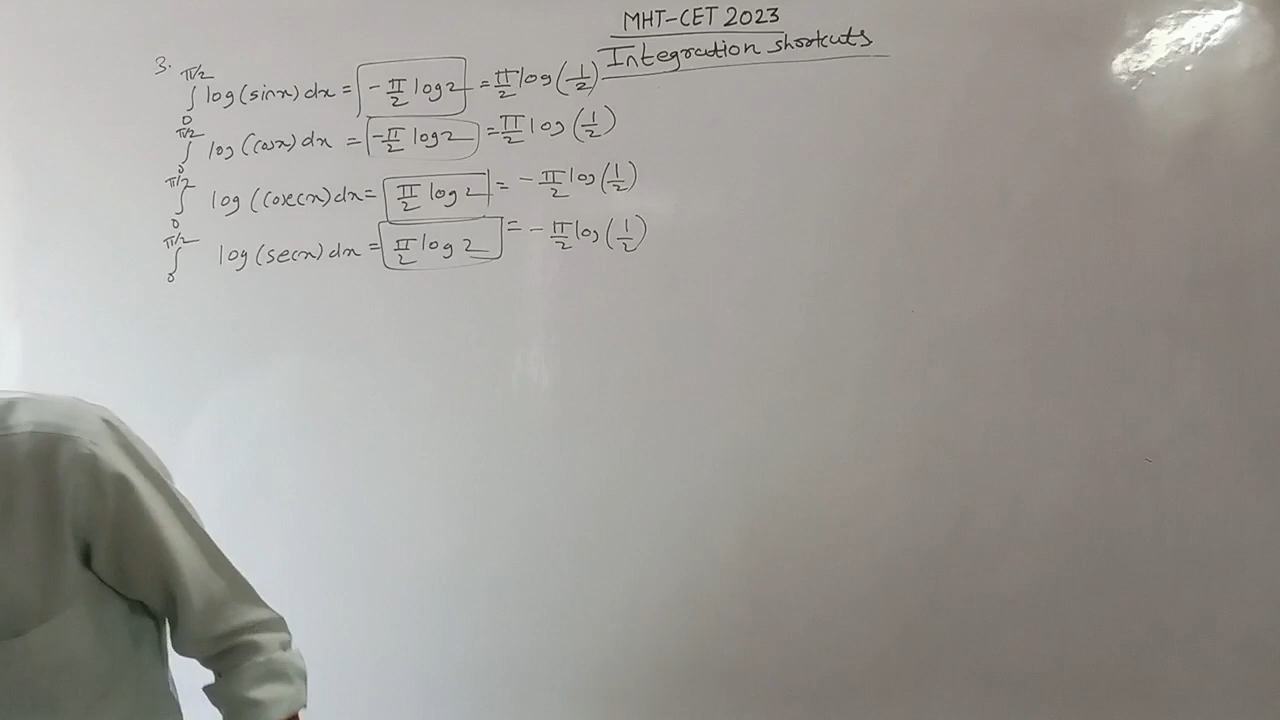 MHT-CET 2023
Integration shortcuts
3. ∫₀^π/2 log(sinx) dx = -π/2 log2 = π/2 log(1/2)
∫₀^π/2 log(cosx) dx = -π/2 log2 = π/2 log(1/2)
∫₀^π/2 log(cosecx) dx = π/2 log2 = -π/2 log(1/2)
∫₀^π/2 log(secx) dx = π/2 log2 = -π/2 log(1/2)